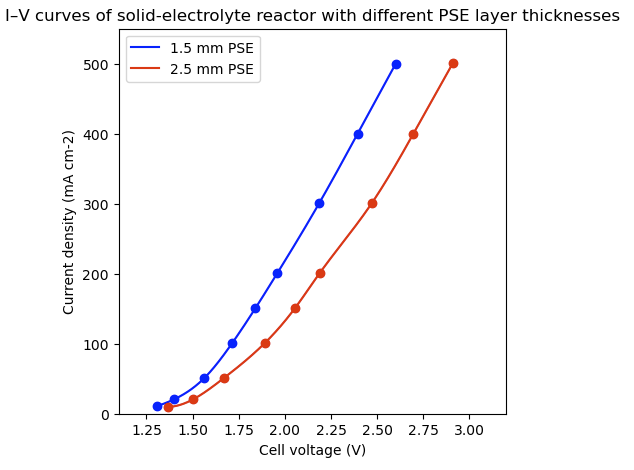 I–V curves of solid-electrolyte reactor with different PSE layer thicknesses
1.5 mm PSE
2.5 mm PSE
Current density (mA cm-2)
500
400
300
200
100
0
1.25 1.50 1.75 2.00 2.25 2.50 2.75 3.00
Cell voltage (V)